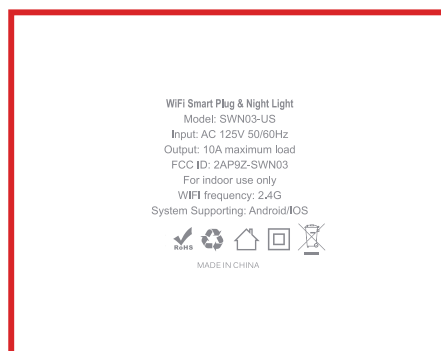 WiFi Smart Plug & Night Light
Model: SWN03-US
Input: AC 125V 50/60Hz
Output: 10A maximum load
FCC ID: 2AP9Z-SWN03
For indoor use only
WIFI frequency: 2.4G
System Supporting: Android/IOS
RoHS
MADE IN CHINA